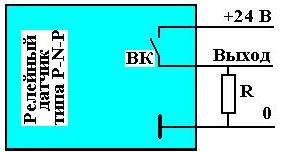 +24 В
Релейный
датчик
типа P-N-P
ВК
Выход
R
0